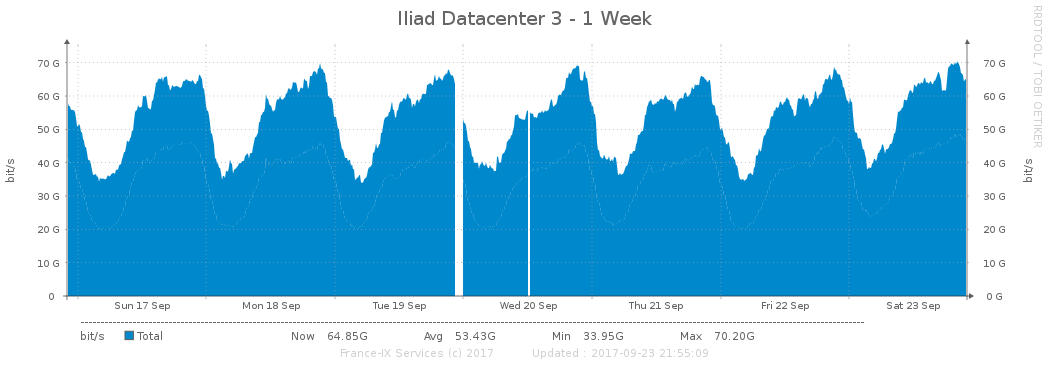 Iliad Datacenter 3 - 1 Week
RRDTOOL / TOBI OETIKER
70 G 70 G
60 G 60 G
50 G 50 G
40 G 40 G
30 G 30 G
20 G 20 G
10 G 10 G
0 0 G
bit/s bit/s
Sun 17 Sep Mon 18 Sep Tue 19 Sep Wed 20 Sep Thu 21 Sep Fri 22 Sep Sat 23 Sep
bit/s Total Now 64.85G Avg 53.43G Min 33.95G Max 70.20G
France-IX Services (c) 2017 Updated : 2017-09-23 21:55:09